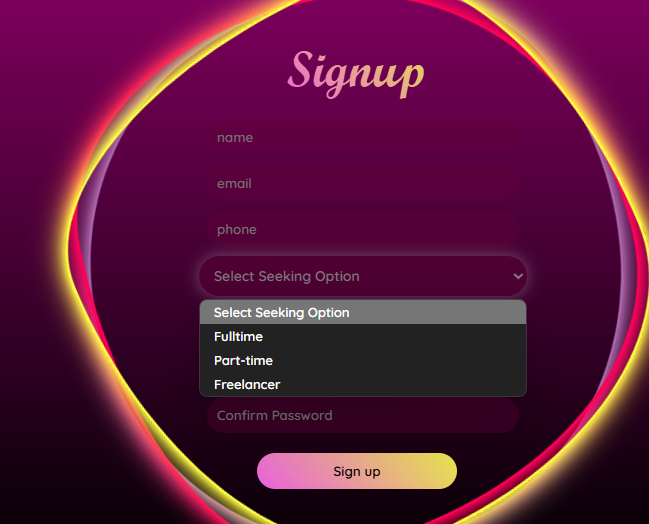 Signup
name
email
phone
Select Seeking Option
Select Seeking Option
Fulltime
Part-time
Freelancer
Confirm Password
Sign up